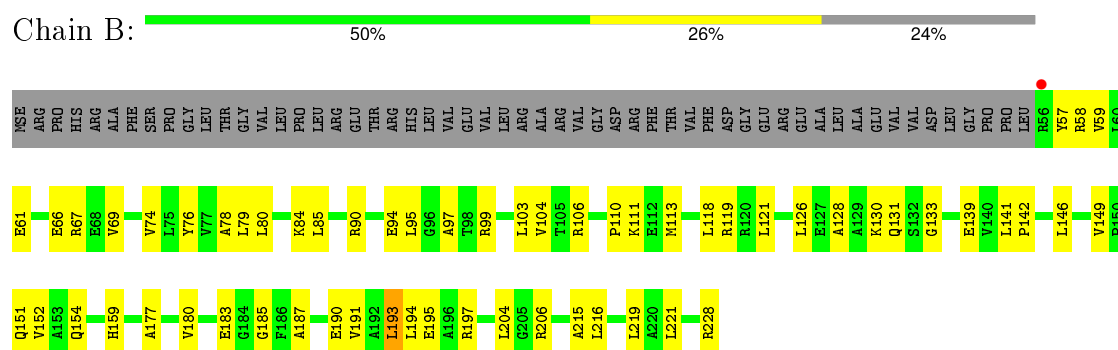 Chain B:
50% 26% 24%
MSE ARG PRO HIS ARG ALA PHE SER PRO GLY LEU THR GLY VAL LEU PRO LEU ARG GLU THR ARG HIS LEU VAL GLU VAL LEU ARG ALA ARG VAL GLY ASP ARG PHE THR VAL PHE ASP GLY GLU ARG GLU ALA LEU ALA GLU VAL VAL ASP LEU GLY PRO PRO LEU R56 Y57 R58 V59 L60
E61 E66 R67 E68 V69 V74 L75 Y76 V77 A78 L79 L80 K84 L85 R90 E94 L95 G96 A97 T98 R99 L103 V104 T105 R106 P110 K111 E112 M113 L118 R119 R120 L121 L126 E127 A128 A129 K130 Q131 S132 G133 E139 V140 L141 P142 L146 V149 P150
Q151 V152 A153 Q154 H159 A177 V180 E183 G184 G185 F186 A187 E190 V191 A192 L193 L194 E195 A196 R197 L204 G205 R206 A215 L216 L219 A220 L221 R228